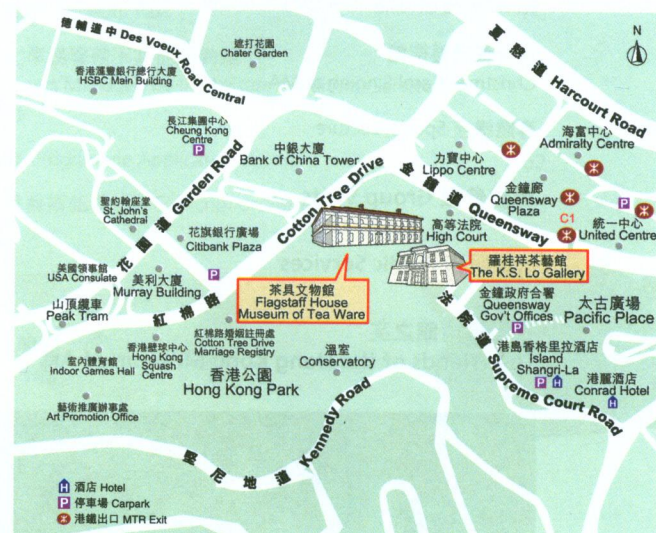 德輔道中 Des Voeux Road Central
遮打花園
Chater Garden
N
夏慤道 Harcourt Road
香港滙豐銀行總行大廈
HSBC Main Building
長江集團中心
Cheung Kong
Centre
P
花園道 Garden Road
中銀大廈
Bank of China Tower
Cotton Tree Drive
紅棉路
力寶中心
Lippo Centre
海富中心
Admiralty Centre
金鐘道 Queensway
金鐘廊
Queensway
Plaza
C1
P
統一中心
United Centre
聖約翰座堂
St. John's
Cathedral
花旗銀行廣場
Citibank Plaza
高等法院
High Court
羅桂祥茶藝館
The K.S. Lo Gallery
美國領事館
USA Consulate
美利大廈
Murray Building
P
茶具文物館
Flagstaff House
Museum of Tea Ware
山頂纜車
Peak Tram
金鐘政府合署
Queensway
Gov't Offices
P
太古廣場
Pacific Place
法院道 Supreme Court Road
室內體育館
Indoor Games Hall
香港壁球中心
Hong Kong
Squash
Centre
紅棉路婚姻註冊處
Cotton Tree Drive
Marriage Registry
溫室
Conservatory
港島香格里拉酒店
Island
Shangri-La
P H
港麗酒店
Conrad Hotel
H
香港公園
Hong Kong Park
藝術推廣辦事處
Art Promotion Office
堅尼地道 Kennedy Road
H 酒店 Hotel
P 停車場 Carpark
港鐵出口 MTR Exit